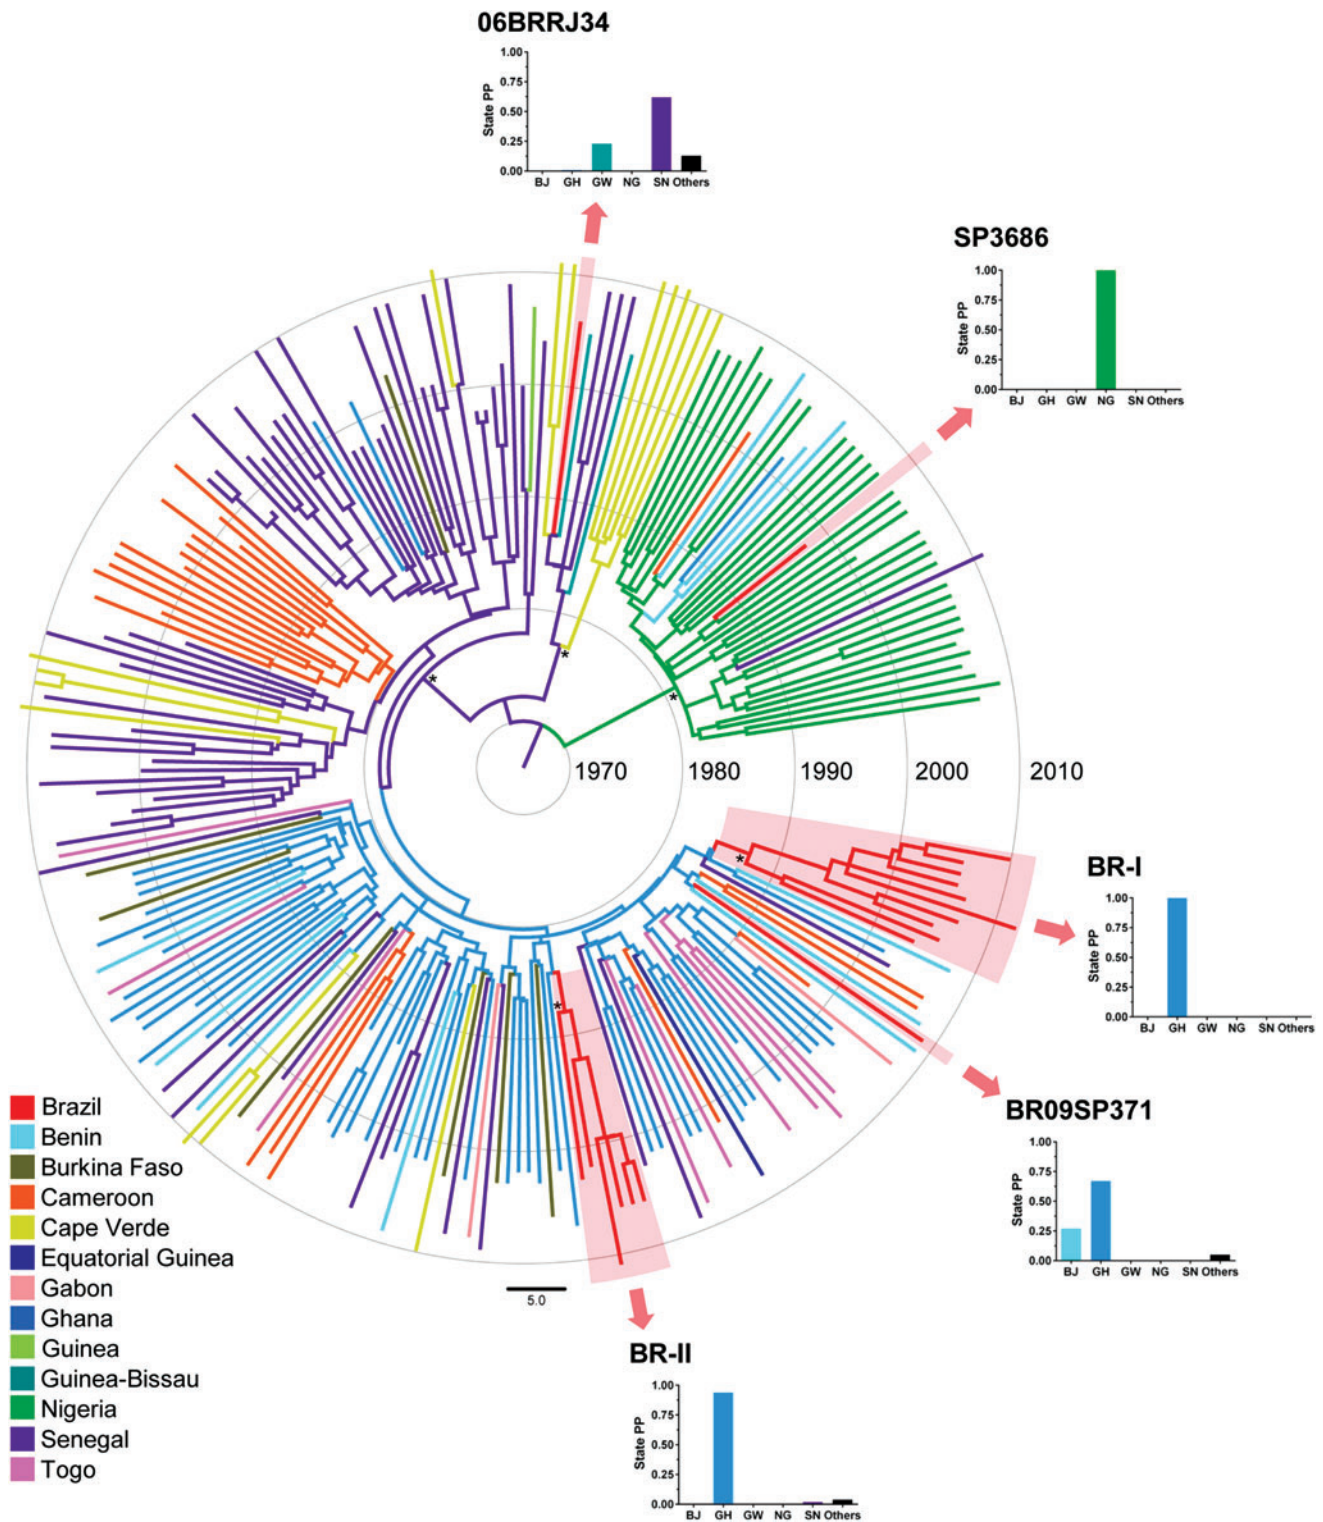 06BRRJ34
1.00
0.75
0.50
0.25
0.00
State PP
BJ GH GW NG SN Others
SP3686
1.00
0.75
0.50
0.25
0.00
State PP
BJ GH GW NG SN Others
*
*
*
1970 1980 1990 2000 2010
*
*
BR-I
1.00
0.75
0.50
0.25
0.00
State PP
BJ GH GW NG SN Others
BR09SP371
1.00
0.75
0.50
0.25
0.00
State PP
BJ GH GW NG SN Others
Brazil
Benin
Burkina Faso
Cameroon
Cape Verde
Equatorial Guinea
Gabon
Ghana
Guinea
Guinea-Bissau
Nigeria
Senegal
Togo
5.0
BR-II
1.00
0.75
0.50
0.25
0.00
State PP
BJ GH GW NG SN Others